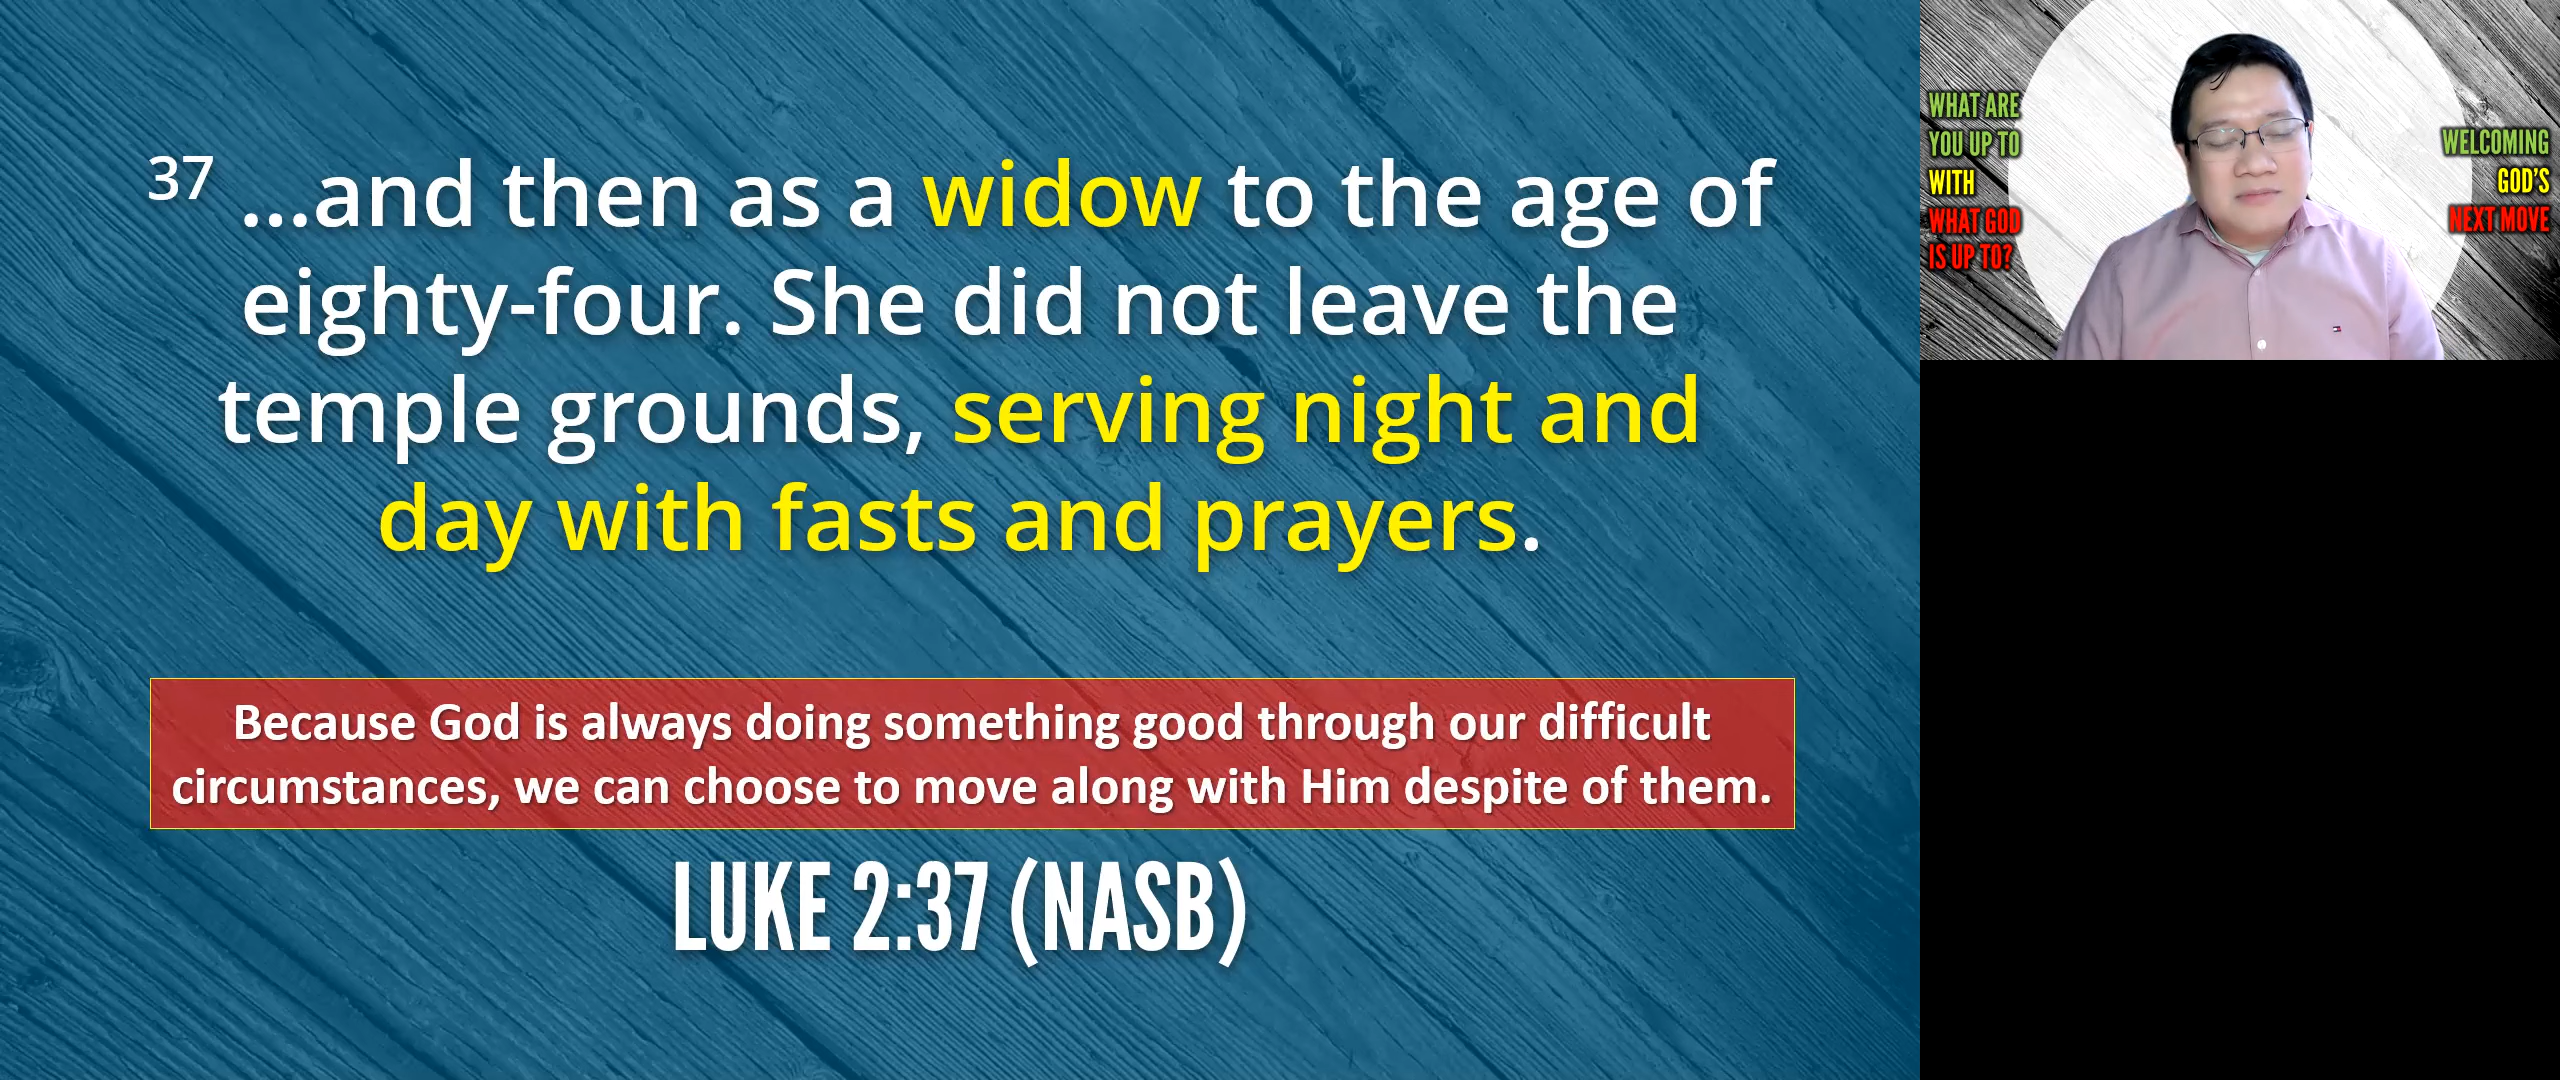 37 ...and then as a widow to the age of
eighty-four. She did not leave the
temple grounds, serving night and
day with fasts and prayers.
Because God is always doing something good through our difficult
circumstances, we can choose to move along with Him despite of them.
LUKE 2:37 (NASB)
WHAT ARE
YOU UP TO
WITH
WHAT GOD
IS UP TO?
WELCOMING
GOD'S
NEXT MOVE